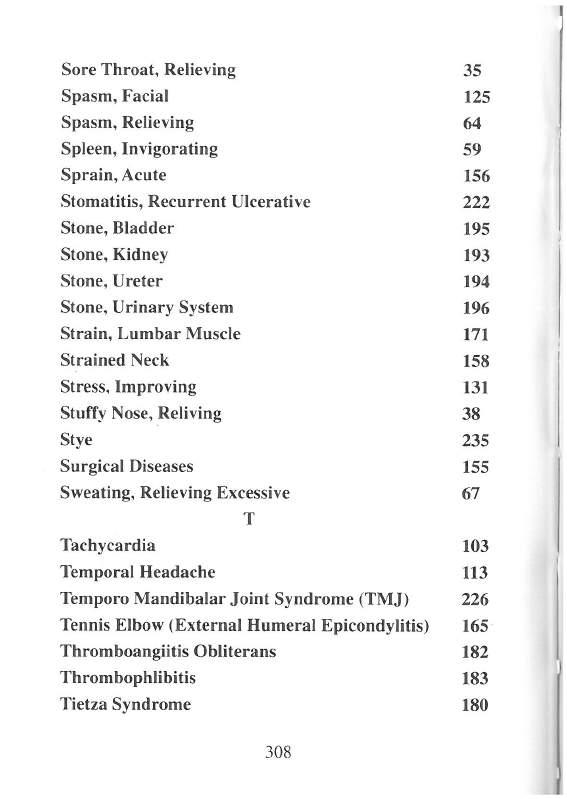 Sore Throat, Relieving 35
Spasm, Facial 125
Spasm, Relieving 64
Spleen, Invigorating 59
Sprain, Acute 156
Stomatitis, Recurrent Ulcerative 222
Stone, Bladder 195
Stone, Kidney 193
Stone, Ureter 194
Stone, Urinary System 196
Strain, Lumbar Muscle 171
Strained Neck 158
Stress, Improving 131
Stuffy Nose, Reliving 38
Stye 235
Surgical Diseases 155
Sweating, Relieving Excessive 67
T
Tachycardia 103
Temporal Headache 113
Temporo Mandibalar Joint Syndrome (TMJ) 226
Tennis Elbow (External Humeral Epicondylitis) 165
Thromboangiitis Obliterans 182
Thrombophlibitis 183
Tietza Syndrome 180
308